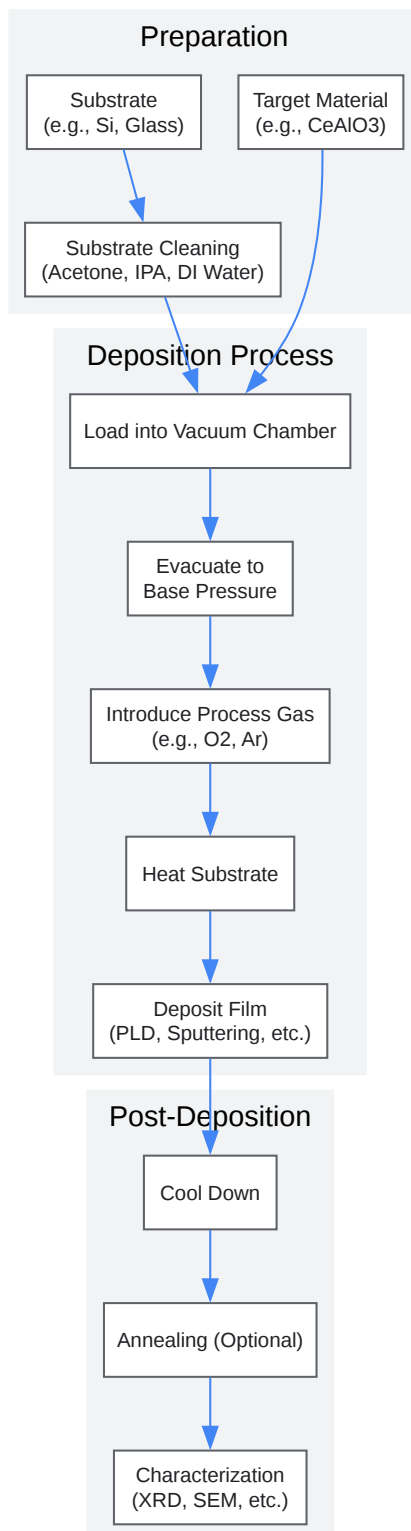 Preparation
Substrate
(e.g., Si, Glass)
Target Material
(e.g., CeAlO3)
Substrate Cleaning
(Acetone, IPA, DI Water)
Deposition Process
Load into Vacuum Chamber
Evacuate to
Base Pressure
Introduce Process Gas
(e.g., O2, Ar)
Heat Substrate
Deposit Film
(PLD, Sputtering, etc.)
Post-Deposition
Cool Down
Annealing (Optional)
Characterization
(XRD, SEM, etc.)